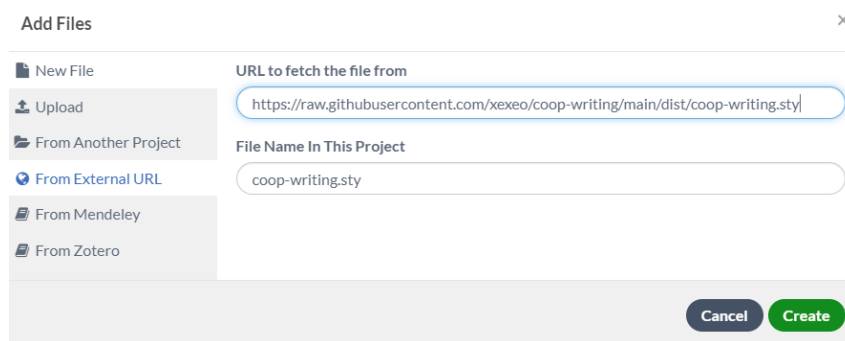 Add Files
×
New File
Upload
From Another Project
From External URL
From Mendeley
From Zotero
URL to fetch the file from
https://raw.githubusercontent.com/xexeo/coop-writing/main/dist/coop-writing.sty
File Name In This Project
coop-writing.sty
Cancel
Create